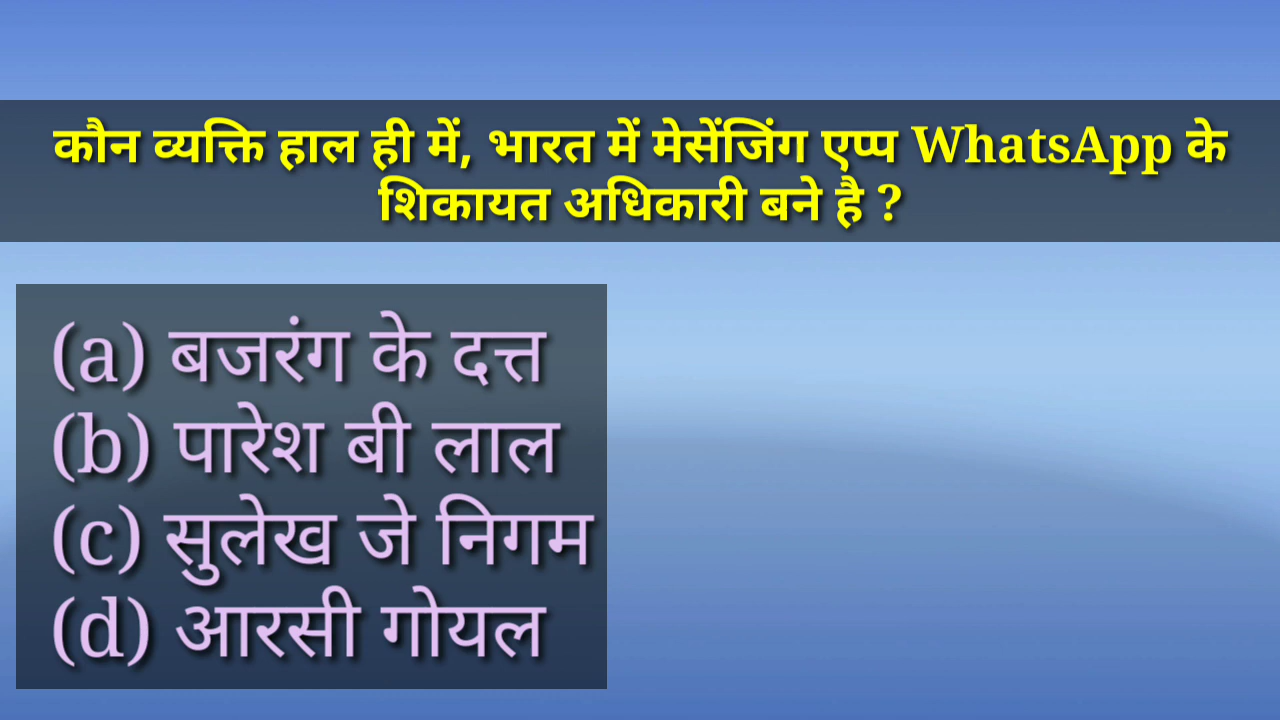 कौन व्यक्ति हाल ही में, भारत में मेसेंजिंग एप्प WhatsApp के
शिकायत अधिकारी बने है ?
(a) बजरंग के दत्त
(b) पारेश बी लाल
(c) सुलेख जे निगम
(d) आरसी गोयल